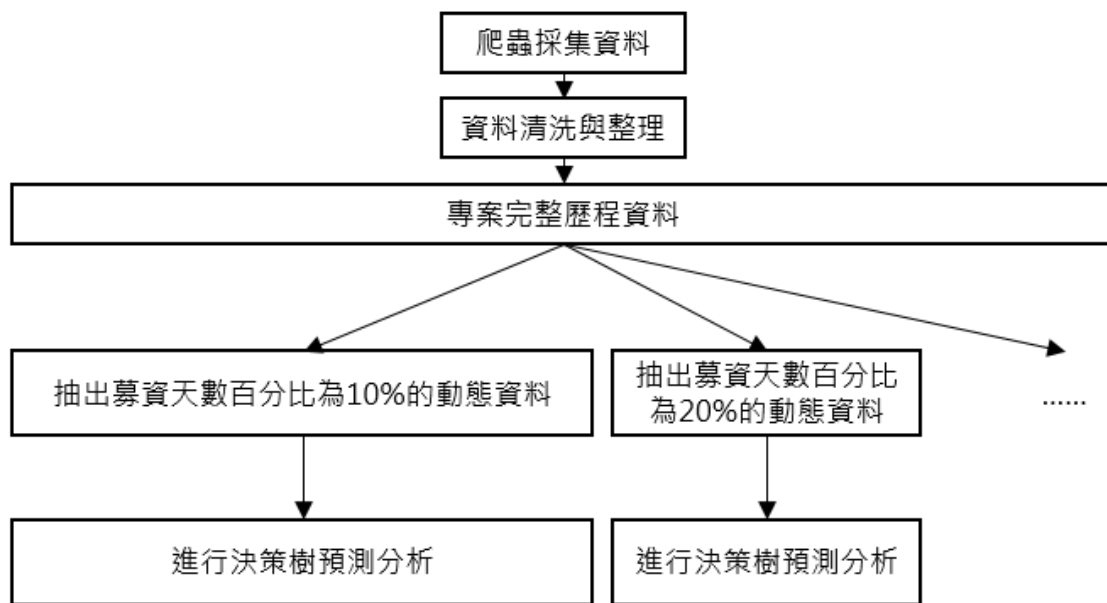 爬蟲採集資料
資料清洗與整理
專案完整歷程資料
抽出募資天數百分比為10%的動態資料
抽出募資天數百分比
為20%的動態資料
......
進行決策樹預測分析
進行決策樹預測分析